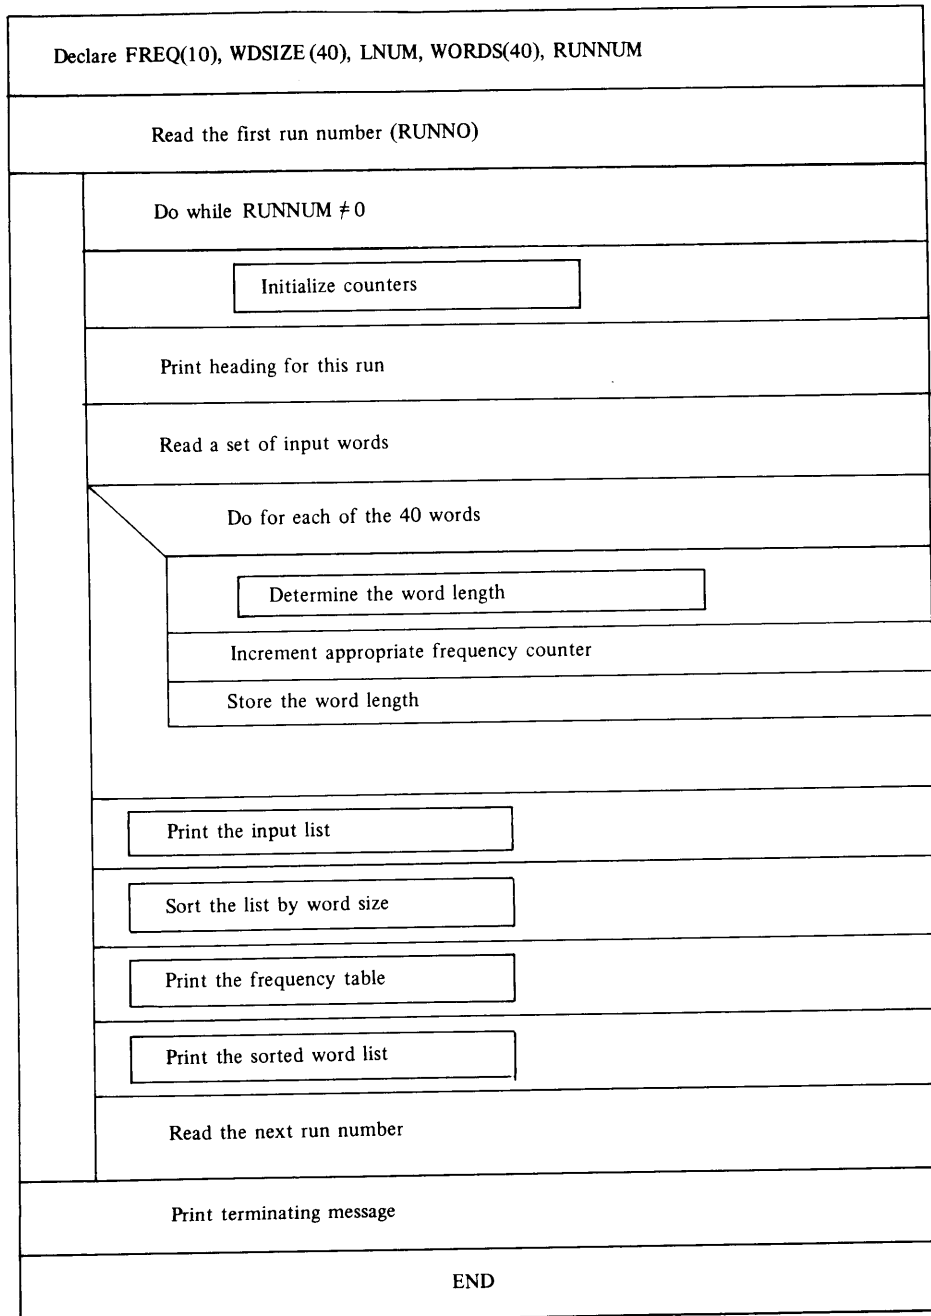 Declare FREQ(10), WDSIZE (40), LNUM, WORDS(40), RUNNUM
Read the first run number (RUNNO)
Do while RUNNUM ≠ 0
Initialize counters
Print heading for this run
Read a set of input words
Do for each of the 40 words
Determine the word length
Increment appropriate frequency counter
Store the word length
Print the input list
Sort the list by word size
Print the frequency table
Print the sorted word list
Read the next run number
Print terminating message
END